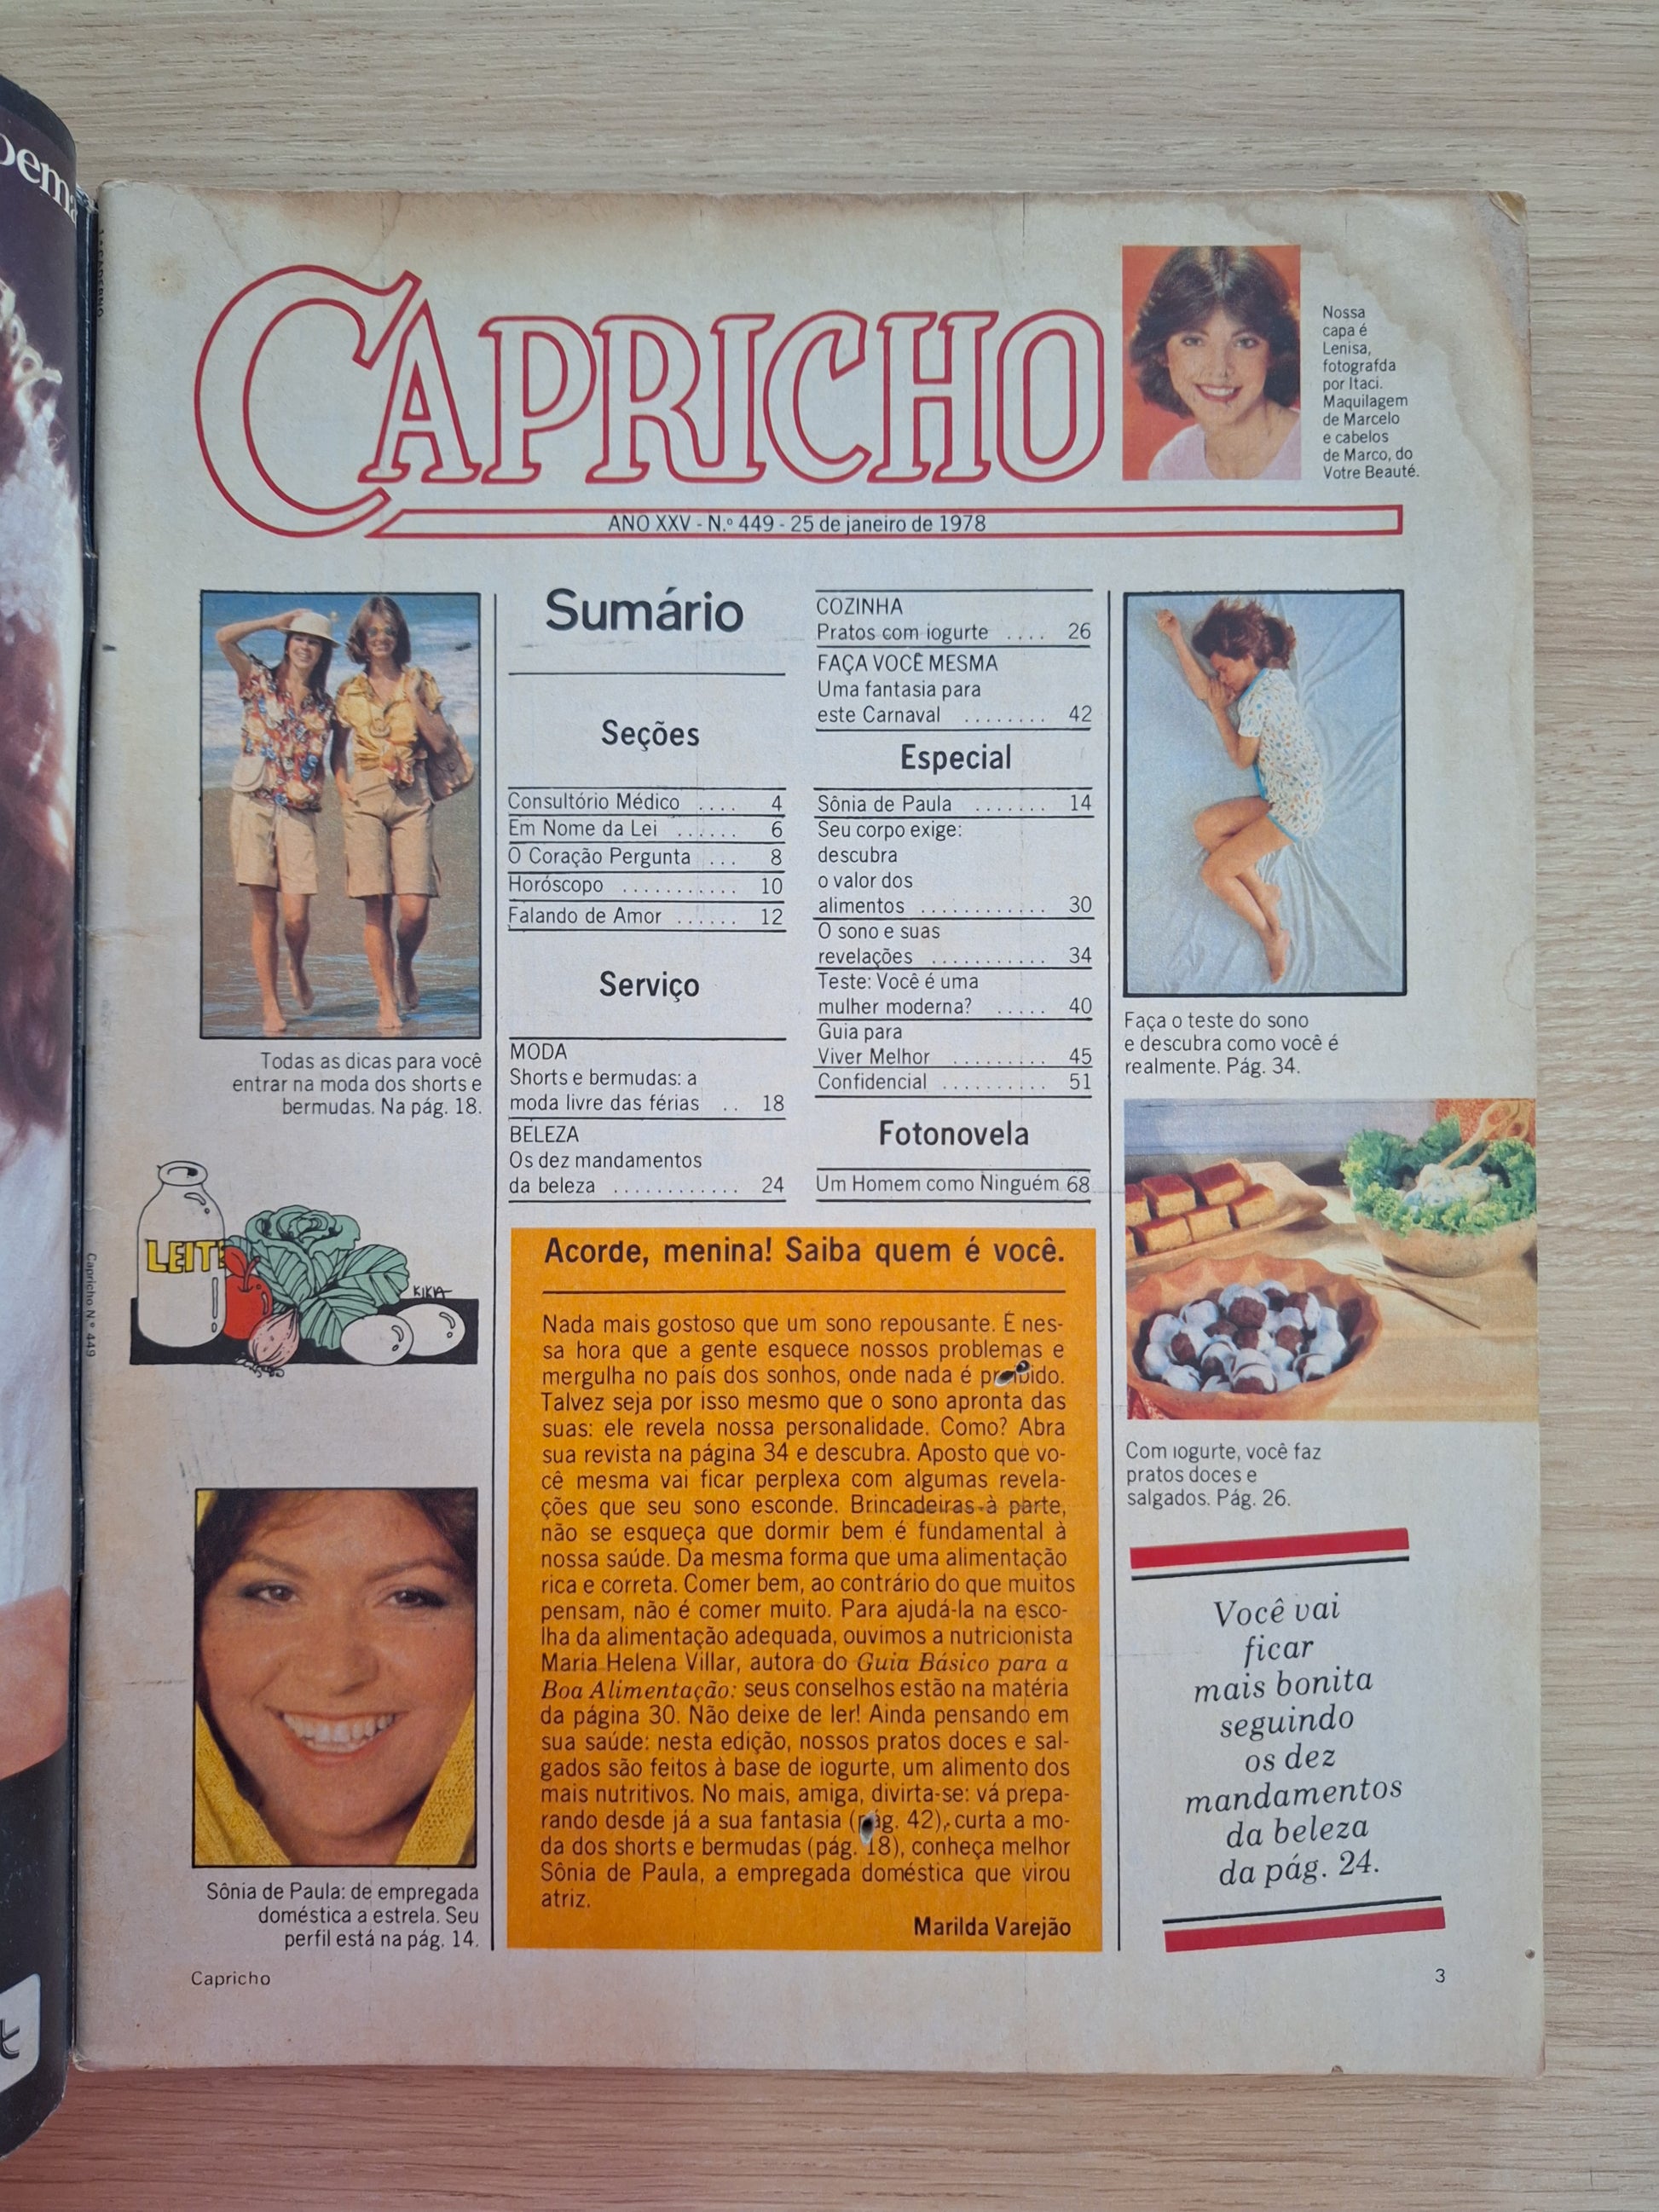 CAPRICHO
Nossa
capa é
Lenisa,
fotografda
por Itaci.
Maquilagem
de Marcelo
e cabelos
de Marco, do
Votre Beauté.
ANO XXV - N.º 449 - 25 de janeiro de 1978
Todas as dicas para você
entrar na moda dos shorts e
bermudas. Na pág. 18.
LEITE
KIKA
Sônia de Paula: de empregada
doméstica a estrela. Seu
perfil está na pág. 14.
Sumário
Seções
Consultório Médico .... 4
Em Nome da Lei ...... 6
O Coração Pergunta ... 8
Horóscopo ........... 10
Falando de Amor ...... 12
Serviço
MODA
Shorts e bermudas: a
moda livre das férias .. 18
BELEZA
Os dez mandamentos
da beleza ............ 24
COZINHA
Pratos com iogurte .... 26
FAÇA VOCÊ MESMA
Uma fantasia para
este Carnaval ........ 42
Especial
Sônia de Paula ....... 14
Seu corpo exige:
descubra
o valor dos
alimentos ............ 30
O sono e suas
revelações ........... 34
Teste: Você é uma
mulher moderna? ..... 40
Guia para
Viver Melhor ......... 45
Confidencial .......... 51
Fotonovela
Um Homem como Ninguém 68
Acorde, menina! Saiba quem é você.
Nada mais gostoso que um sono repousante. É nes-
sa hora que a gente esquece nossos problemas e
mergulha no país dos sonhos, onde nada é proibido.
Talvez seja por isso mesmo que o sono apronta das
suas: ele revela nossa personalidade. Como? Abra
sua revista na página 34 e descubra. Aposto que vo-
cê mesma vai ficar perplexa com algumas revela-
ções que seu sono esconde. Brincadeiras à parte,
não se esqueça que dormir bem é fundamental à
nossa saúde. Da mesma forma que uma alimentação
rica e correta. Comer bem, ao contrário do que muitos
pensam, não é comer muito. Para ajudá-la na esco-
lha da alimentação adequada, ouvimos a nutricionista
Maria Helena Villar, autora do Guia Básico para a
Boa Alimentação: seus conselhos estão na matéria
da página 30. Não deixe de ler! Ainda pensando em
sua saúde: nesta edição, nossos pratos doces e sal-
gados são feitos à base de iogurte, um alimento dos
mais nutritivos. No mais, amiga, divirta-se: vá prepa-
rando desde já a sua fantasia (pág. 42), curta a mo-
da dos shorts e bermudas (pág. 18), conheça melhor
Sônia de Paula, a empregada doméstica que virou
atriz.
Marilda Varejão
Faça o teste do sono
e descubra como você é
realmente. Pág. 34.
Com iogurte, você faz
pratos doces e
salgados. Pág. 26.
Você vai
ficar
mais bonita
seguindo
os dez
mandamentos
da beleza
da pág. 24.
Capricho
3
Capricho N.º 449